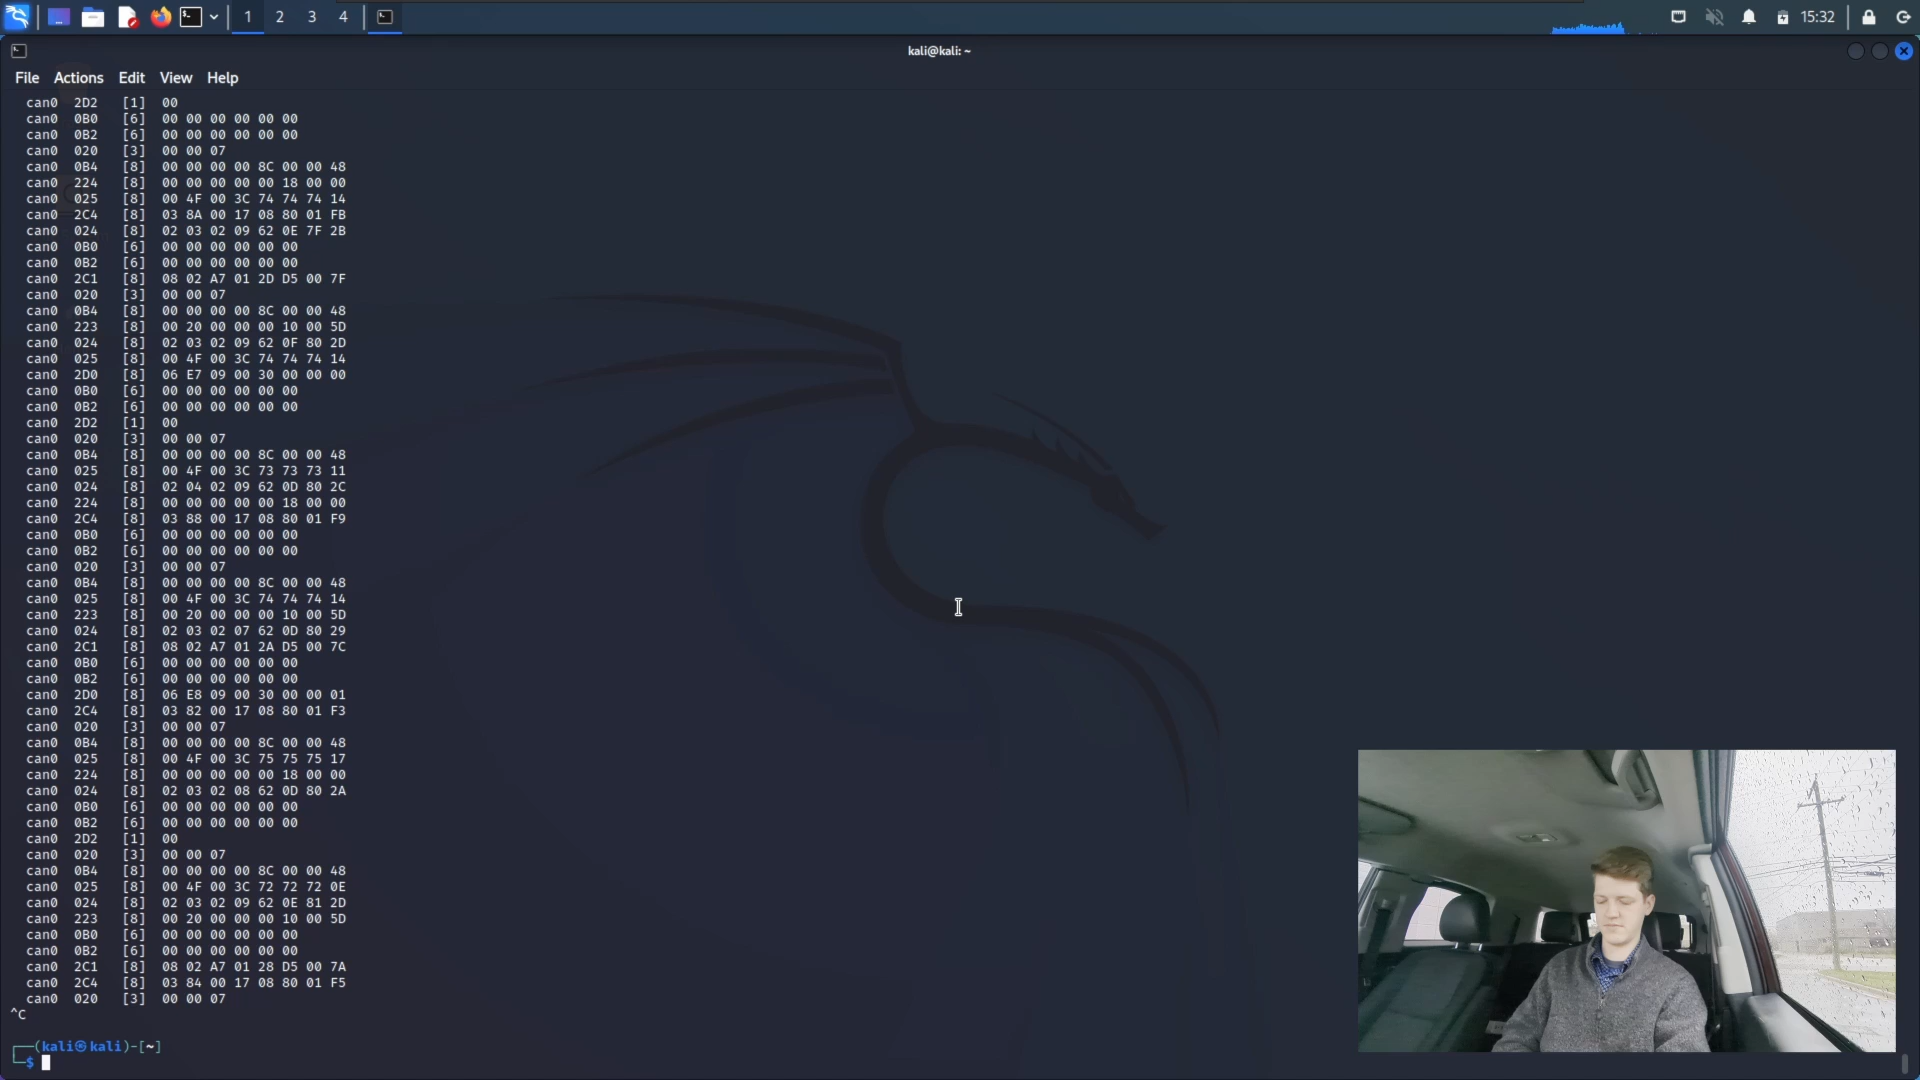 1 2 3 4 15:32
kali@kali: ~
File Actions Edit View Help
can0 2D2 [1] 00
can0 0B0 [6] 00 00 00 00 00 00
can0 0B2 [6] 00 00 00 00 00 00
can0 020 [3] 00 00 07
can0 0B4 [8] 00 00 00 00 8C 00 00 48
can0 224 [8] 00 00 00 00 00 18 00 00
can0 025 [8] 00 4F 00 3C 74 74 74 14
can0 2C4 [8] 03 8A 00 17 08 80 01 FB
can0 024 [8] 02 03 02 09 62 0E 7F 2B
can0 0B0 [6] 00 00 00 00 00 00
can0 0B2 [6] 00 00 00 00 00 00
can0 2C1 [8] 08 02 A7 01 2D D5 00 7F
can0 020 [3] 00 00 07
can0 0B4 [8] 00 00 00 00 8C 00 00 48
can0 223 [8] 00 20 00 00 00 10 00 5D
can0 024 [8] 02 03 02 09 62 0F 80 2D
can0 025 [8] 00 4F 00 3C 74 74 74 14
can0 2D0 [8] 06 E7 09 00 30 00 00 00
can0 0B0 [6] 00 00 00 00 00 00
can0 0B2 [6] 00 00 00 00 00 00
can0 2D2 [1] 00
can0 020 [3] 00 00 07
can0 0B4 [8] 00 00 00 00 8C 00 00 48
can0 025 [8] 00 4F 00 3C 73 73 73 11
can0 024 [8] 02 04 02 09 62 0D 80 2C
can0 224 [8] 00 00 00 00 00 18 00 00
can0 2C4 [8] 03 88 00 17 08 80 01 F9
can0 0B0 [6] 00 00 00 00 00 00
can0 0B2 [6] 00 00 00 00 00 00
can0 020 [3] 00 00 07
can0 0B4 [8] 00 00 00 00 8C 00 00 48
can0 025 [8] 00 4F 00 3C 74 74 74 14
can0 223 [8] 00 20 00 00 00 10 00 5D
can0 024 [8] 02 03 02 07 62 0D 80 29
can0 2C1 [8] 08 02 A7 01 2A D5 00 7C
can0 0B0 [6] 00 00 00 00 00 00
can0 0B2 [6] 00 00 00 00 00 00
can0 2D0 [8] 06 E8 09 00 30 00 00 01
can0 2C4 [8] 03 82 00 17 08 80 01 F3
can0 020 [3] 00 00 07
can0 0B4 [8] 00 00 00 00 8C 00 00 48
can0 025 [8] 00 4F 00 3C 75 75 75 17
can0 224 [8] 00 00 00 00 00 18 00 00
can0 024 [8] 02 03 02 08 62 0D 80 2A
can0 0B0 [6] 00 00 00 00 00 00
can0 0B2 [6] 00 00 00 00 00 00
can0 2D2 [1] 00
can0 020 [3] 00 00 07
can0 0B4 [8] 00 00 00 00 8C 00 00 48
can0 025 [8] 00 4F 00 3C 72 72 72 0E
can0 024 [8] 02 03 02 09 62 0E 81 2D
can0 223 [8] 00 20 00 00 00 10 00 5D
can0 0B0 [6] 00 00 00 00 00 00
can0 0B2 [6] 00 00 00 00 00 00
can0 2C1 [8] 08 02 A7 01 28 D5 00 7A
can0 2C4 [8] 03 84 00 17 08 80 01 F5
can0 020 [3] 00 00 07
^C
┌──(kali㉿kali)-[~]
└─$